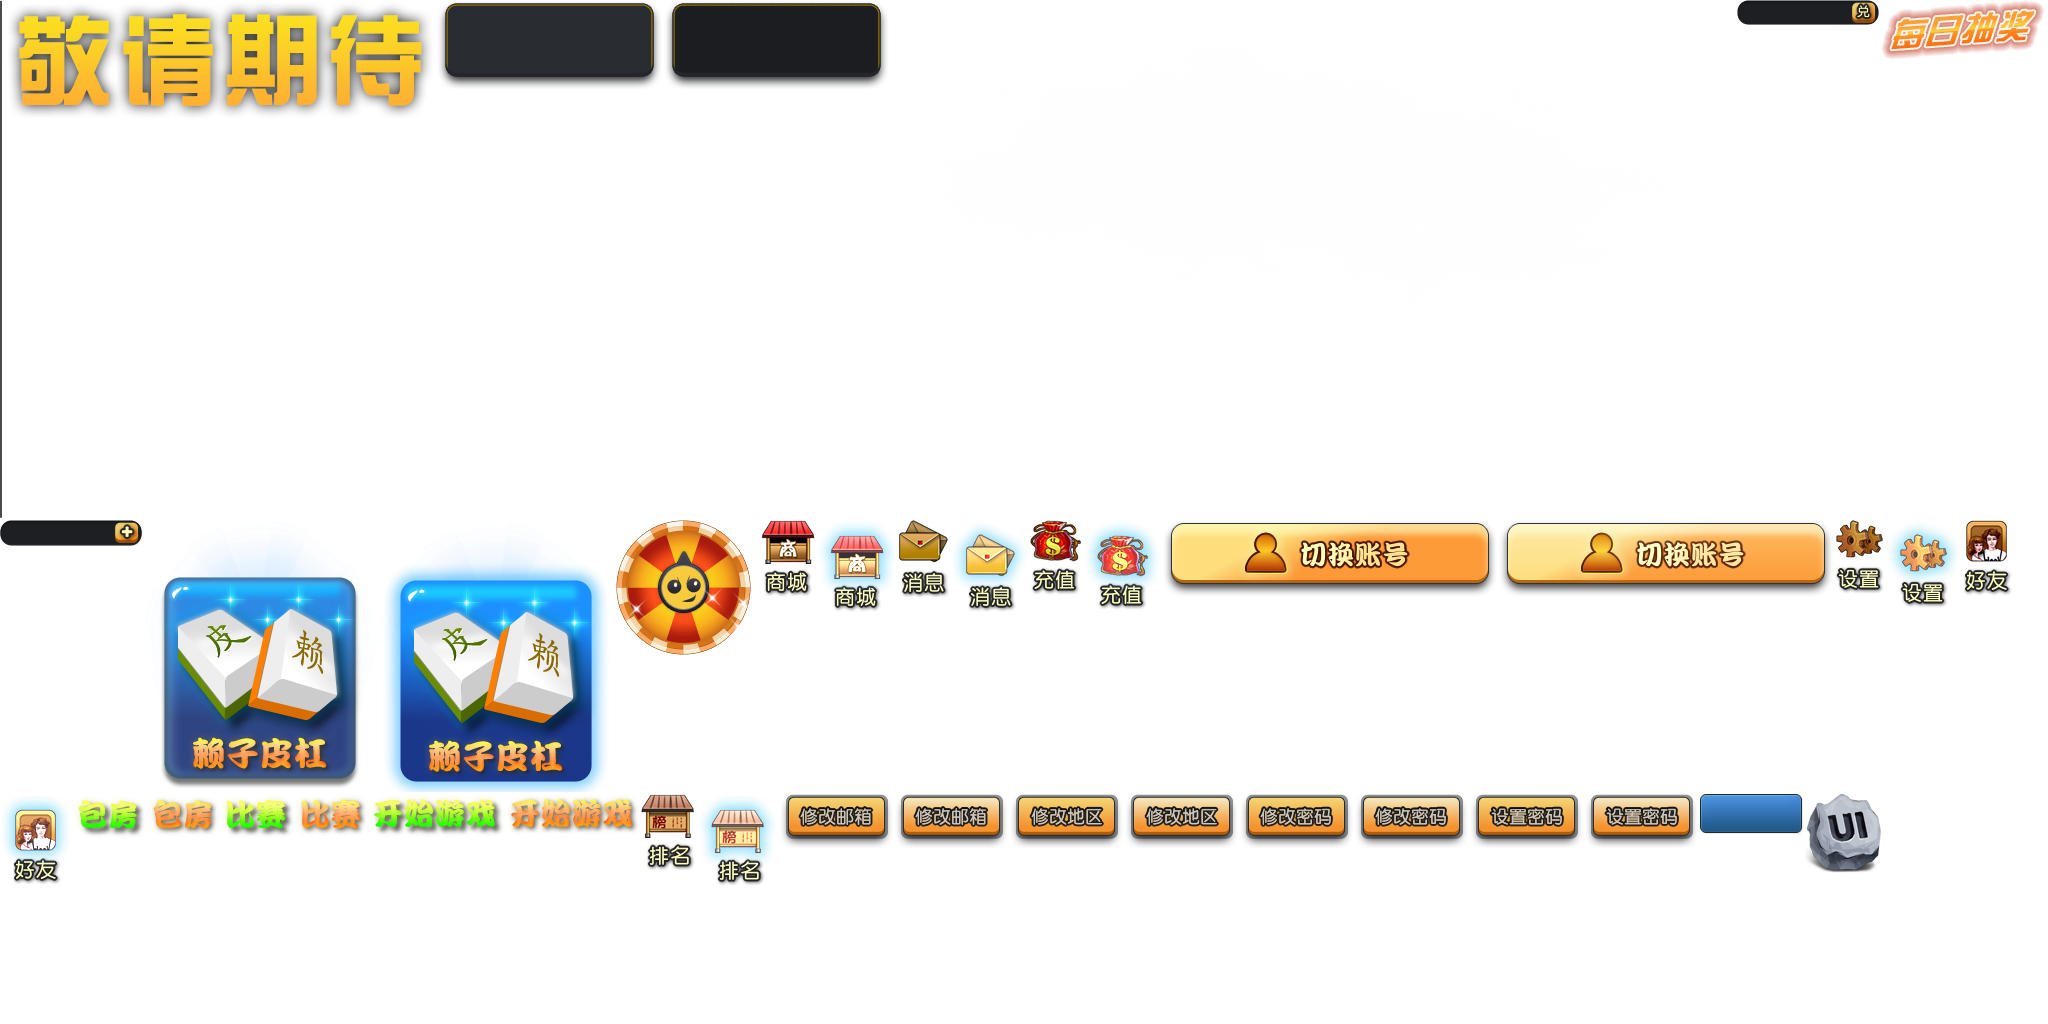 敬请期待
兑
每日抽奖
皮
赖
赖子皮杠
皮
赖
赖子皮杠
商
商城
商
商城
消息
消息
$
充值
$
充值
切换账号
切换账号
设置
设置
好友
好友
包房
包房
比赛
比赛
开始游戏
开始游戏
榜
排名
榜
排名
修改邮箱
修改邮箱
修改地区
修改地区
修改密码
修改密码
设置密码
设置密码
UI